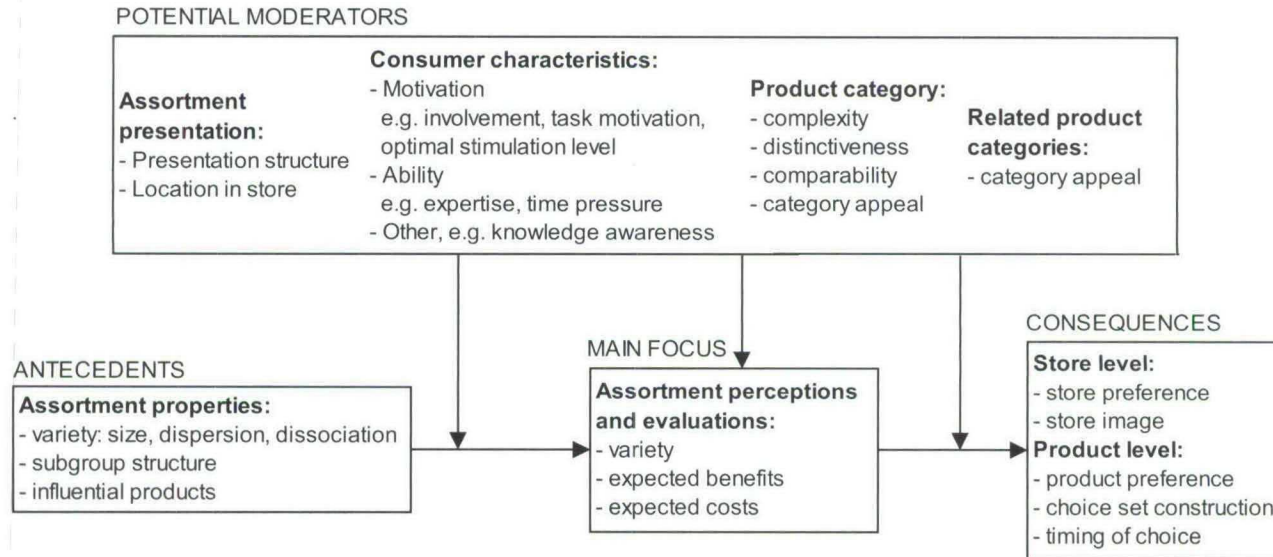 POTENTIAL MODERATORS
Assortment
presentation:
- Presentation structure
- Location in store
Consumer characteristics:
- Motivation
e.g. involvement, task motivation,
optimal stimulation level
- Ability
e.g. expertise, time pressure
- Other, e.g. knowledge awareness
Product category:
- complexity
- distinctiveness
- comparability
- category appeal
Related product
categories:
- category appeal
ANTECEDENTS
Assortment properties:
- variety: size, dispersion, dissociation
- subgroup structure
- influential products
MAIN FOCUS
Assortment perceptions
and evaluations:
- variety
- expected benefits
- expected costs
CONSEQUENCES
Store level:
- store preference
- store image
Product level:
- product preference
- choice set construction
- timing of choice